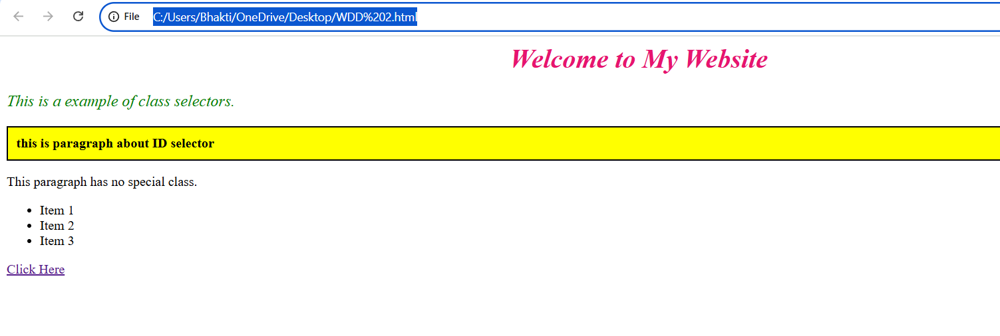 File C:/Users/Bhakti/OneDrive/Desktop/WDD%202.html
Welcome to My Website
This is a example of class selectors.
this is paragraph about ID selector
This paragraph has no special class.
Item 1
Item 2
Item 3
Click Here